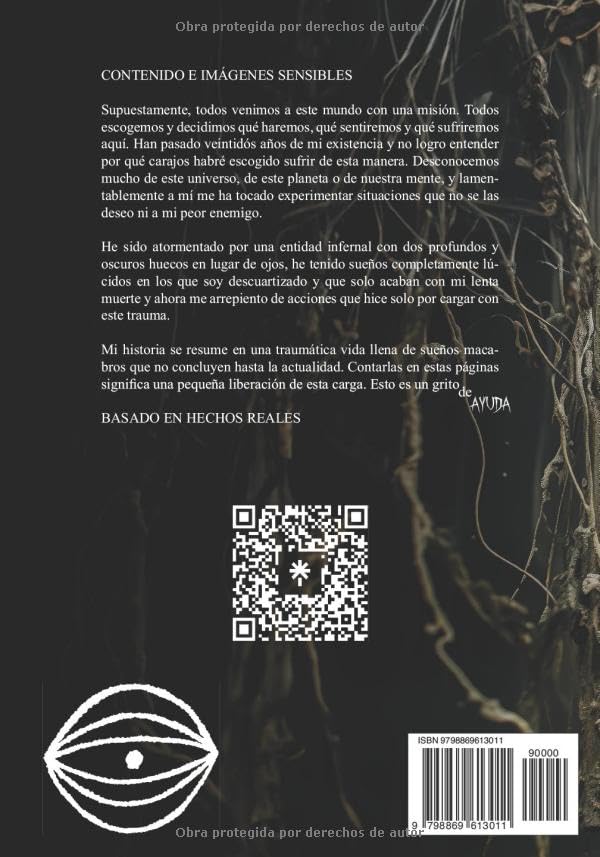 Obra protegida por derechos de autor
CONTENIDO E IMÁGENES SENSIBLES
Supuestamente, todos venimos a este mundo con una misión. Todos
escogemos y decidimos qué haremos, qué sentiremos y qué sufriremos
aquí. Han pasado veintidós años de mi existencia y no logro entender
por qué carajos habré escogido sufrir de esta manera. Desconocemos
mucho de este universo, de este planeta o de nuestra mente, y lamen-
tablemente a mí me ha tocado experimentar situaciones que no se las
deseo ni a mi peor enemigo.
He sido atormentado por una entidad infernal con dos profundos y
oscuros huecos en lugar de ojos, he tenido sueños completamente lú-
cidos en los que soy descuartizado y que solo acaban con mi lenta
muerte y ahora me arrepiento de acciones que hice solo por cargar con
este trauma.
Mi historia se resume en una traumática vida llena de sueños maca-
bros que no concluyen hasta la actualidad. Contarlas en estas páginas
significa una pequeña liberación de esta carga. Esto es un grito
de
AYUDA
BASADO EN HECHOS REALES
ISBN 9798869613011
90000
9 798869 613011
Obra protegida por derechos de autor